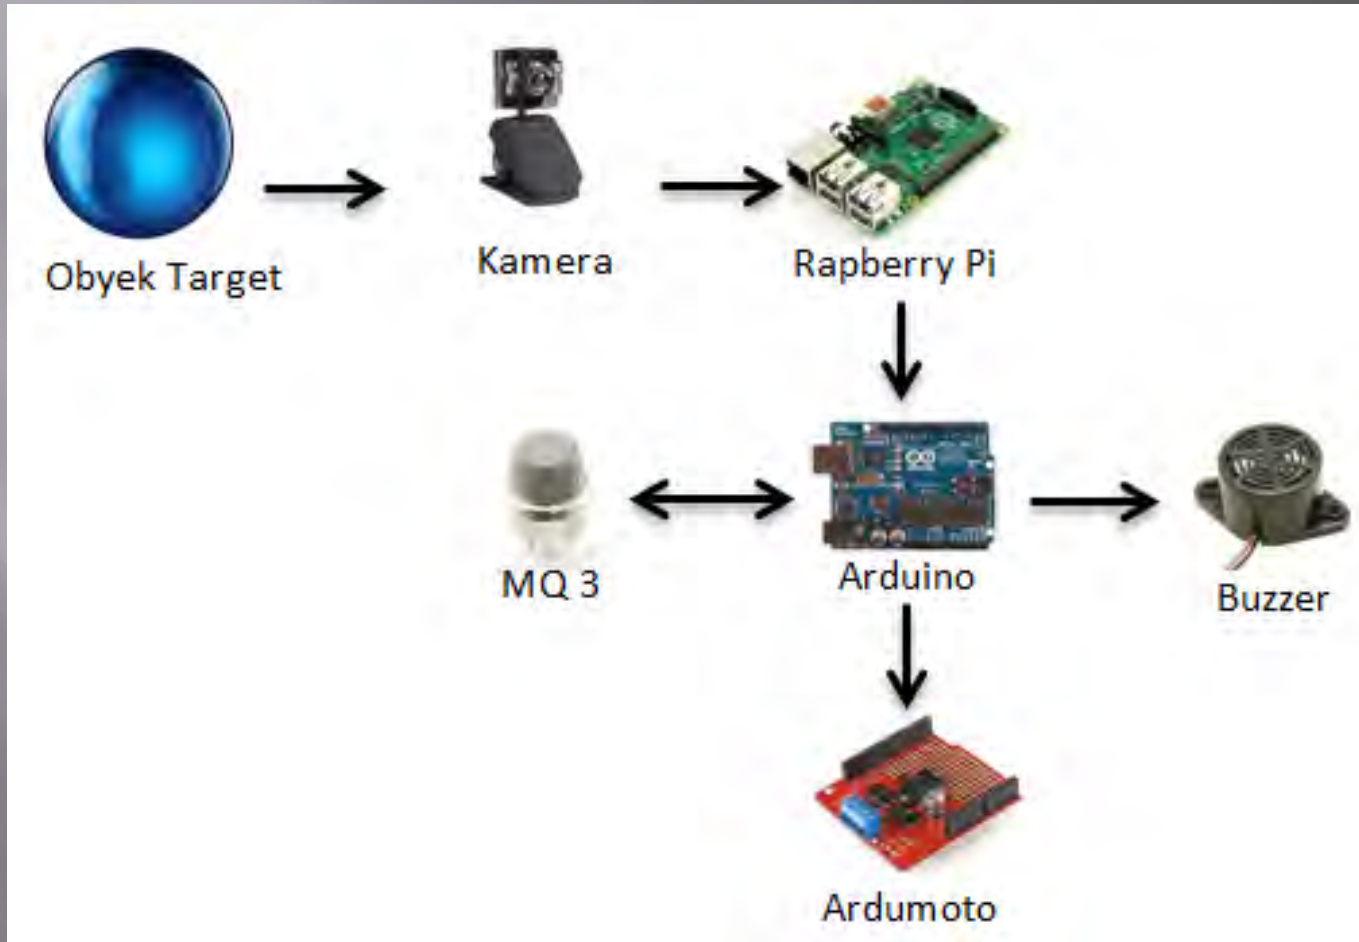 Obyek Target
Kamera
Rapberry Pi
MQ 3
Arduino
Buzzer
Ardumoto